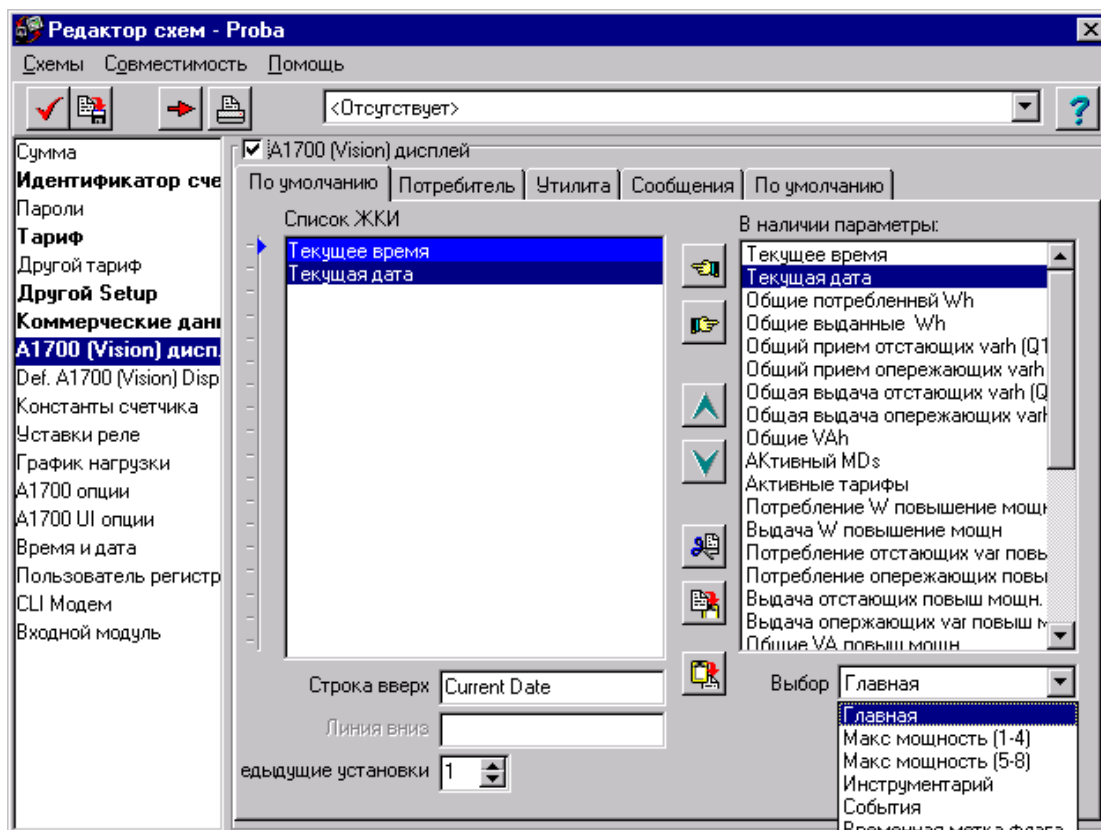 Редактор схем - Proba
Схемы Совместимость Помощь
<Отсутствует>
Сумма
Идентификатор сче
Пароли
Тариф
Другой тариф
Другой Setup
Коммерческие данн
A1700 (Vision) дисп.
Def. A1700 (Vision) Disp
Константы счетчика
Уставки реле
График нагрузки
A1700 опции
A1700 UI опции
Время и дата
Пользователь регистр
CLI Модем
Входной модуль
A1700 (Vision) дисплей
По умолчанию Потребитель Утилита Сообщения По умолчанию
Список ЖКИ
Текущее время
Текущая дата
В наличии параметры:
Текущее время
Текущая дата
Общие потребленнвй Wh
Общие выданные Wh
Общий прием отстающих varh (Q1
Общий прием опережающих varh
Общая выдача отстающих varh (Q
Общая выдача опережающих varh
Общие VAh
АКтивный MDs
Активные тарифы
Потребление W повышение мощн
Выдача W повышение мощн
Потребление отстающих var повы
Потребление опережающих повы
Выдача отстающих повыш мощн.
Выдача опержающих var повыш м
Общие VA повыш мощн
Строка вверх Current Date
Линия вниз
едыдущие установки 1
Выбор Главная
Главная
Макс мощность (1-4)
Макс мощность (5-8)
Инструментарий
События
Временная метка флага